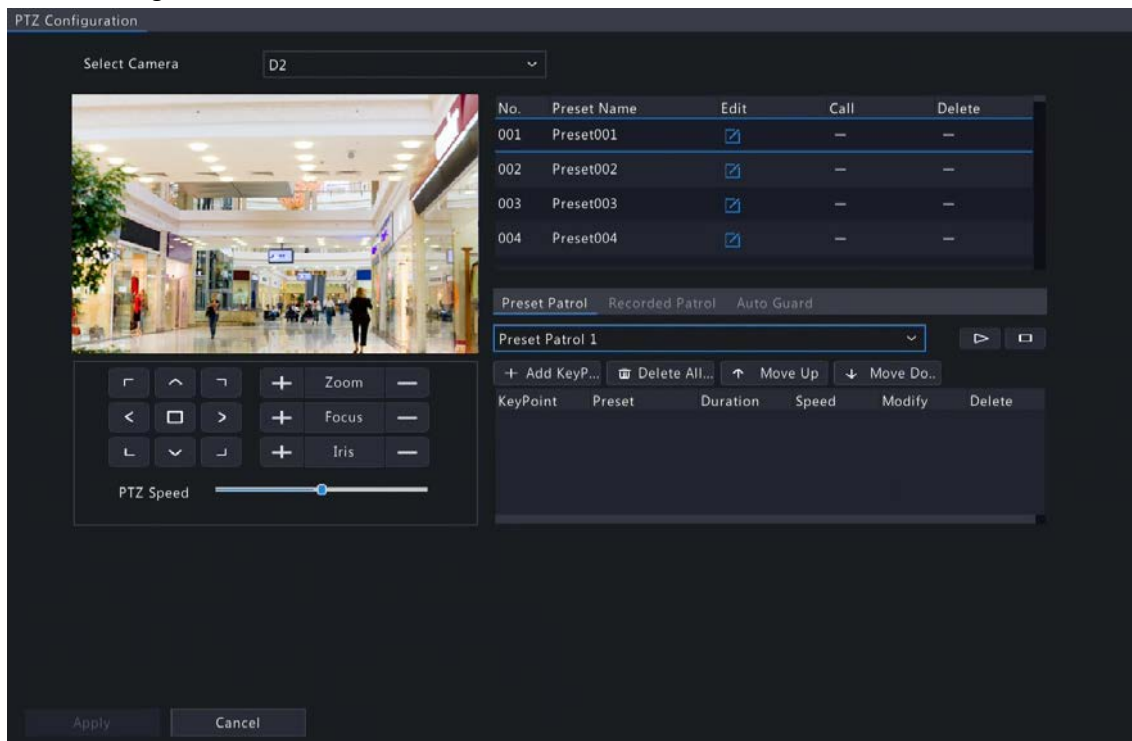 PTZ Configuration
Select Camera D2
No. Preset Name Edit Call Delete
001 Preset001
002 Preset002
003 Preset003
004 Preset004
Preset Patrol Recorded Patrol Auto Guard
Preset Patrol 1
Add KeyP... Delete All... Move Up Move Do..
KeyPoint Preset Duration Speed Modify Delete
Zoom
Focus
Iris
PTZ Speed
Apply Cancel